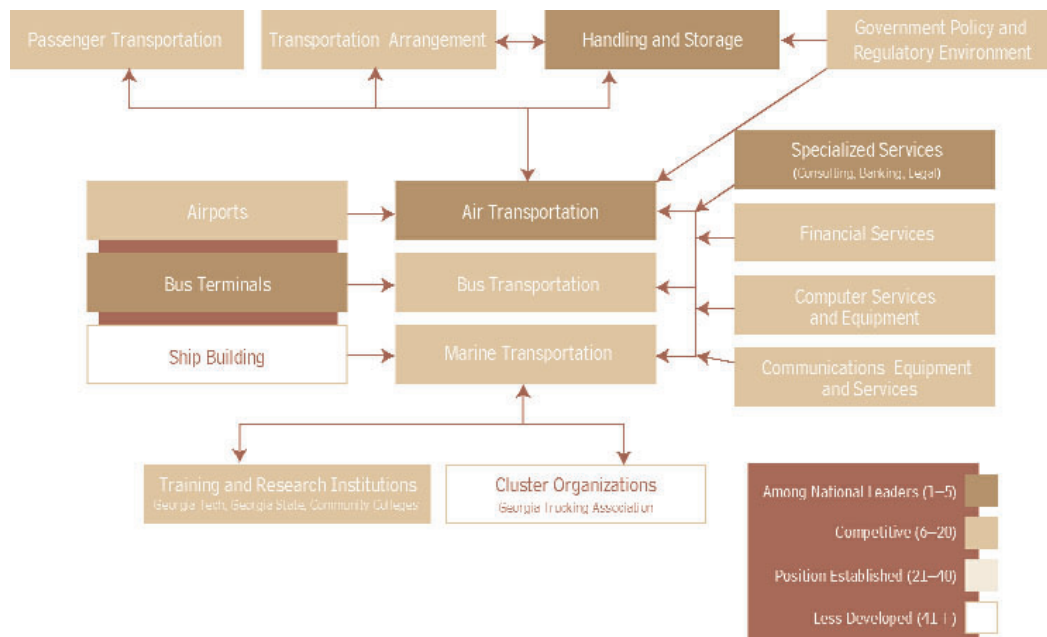 Passenger Transportation
Transportation Arrangement
Handling and Storage
Government Policy and
Regulatory Environment
Specialized Services
(Consulting, Banking, Legal)
Airports
Air Transportation
Financial Services
Bus Terminals
Bus Transportation
Computer Services
and Equipment
Ship Building
Marine Transportation
Communications Equipment
and Services
Training and Research Institutions
Georgia Tech, Georgia State, Community Colleges
Cluster Organizations
Georgia Trucking Association
Among National Leaders (1–5)
Competitive (6–20)
Position Established (21–40)
Less Developed (41+)